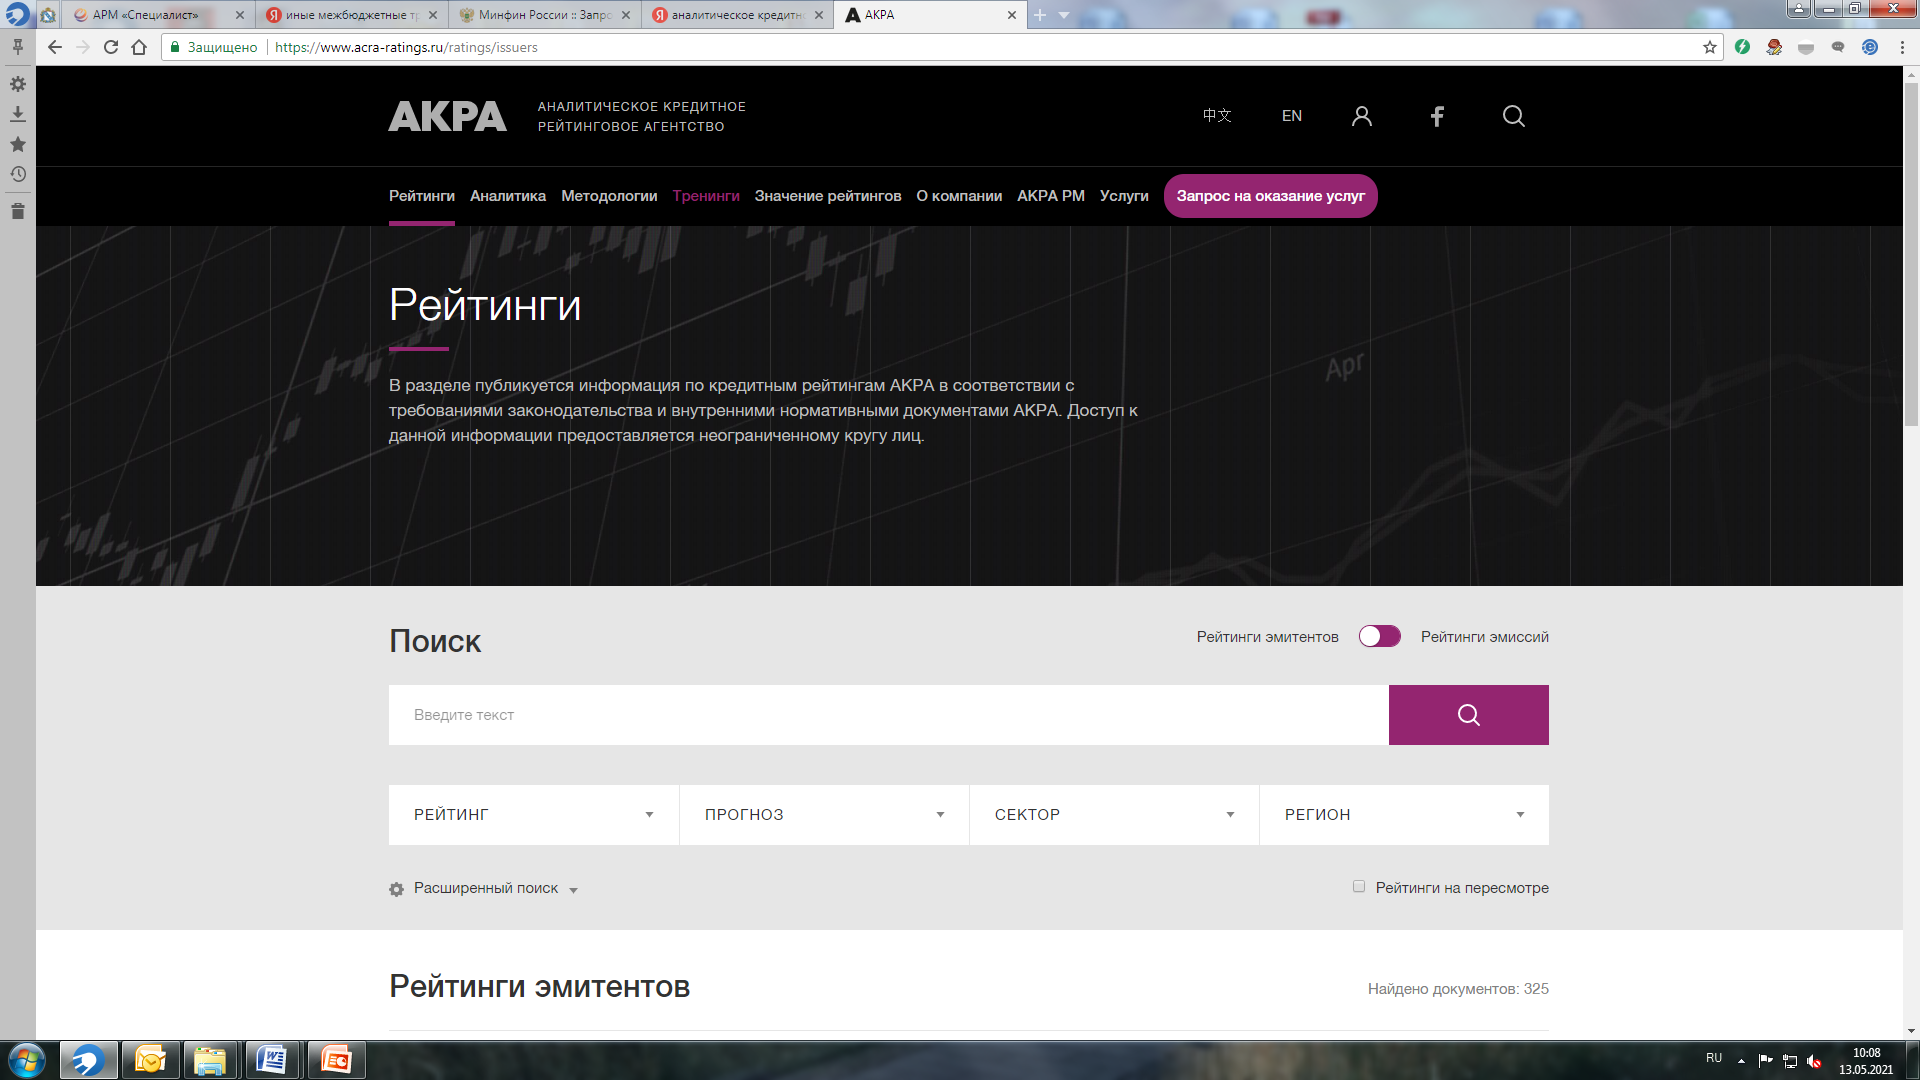 АРМ «Специалист»
иные межбюджетные т
Минфин России :: Запро
аналитическое кредитн
АКРА
Защищено
https://www.acra-ratings.ru/ratings/issuers
АКРА
АНАЛИТИЧЕСКОЕ КРЕДИТНОЕ
РЕЙТИНГОВОЕ АГЕНТСТВО
中文
EN
Рейтинги
Аналитика
Методологии
Тренинги
Значение рейтингов
О компании
АКРА РМ
Услуги
Запрос на оказание услуг
Рейтинги
В разделе публикуется информация по кредитным рейтингам АКРА в соответствии с
требованиями законодательства и внутренними нормативными документами АКРА. Доступ к
данной информации предоставляется неограниченному кругу лиц.
Apr
Поиск
Рейтинги эмитентов
Рейтинги эмиссий
Введите текст
РЕЙТИНГ
ПРОГНОЗ
СЕКТОР
РЕГИОН
Расширенный поиск
Рейтинги на пересмотре
Рейтинги эмитентов
Найдено документов: 325
RU
10:08
13.05.2021